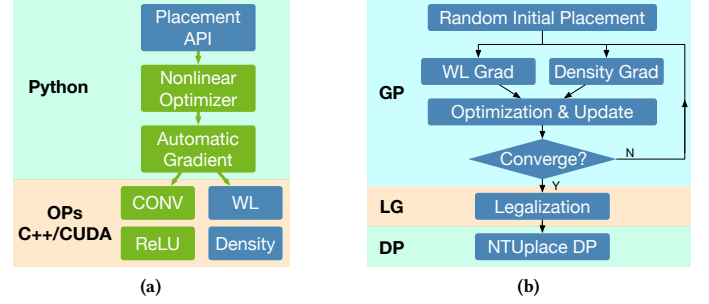 Placement
API
Python
Nonlinear
Optimizer
Automatic
Gradient
OPs
C++/CUDA
CONV
WL
ReLU
Density
(a)
Random Initial Placement
GP
WL Grad
Density Grad
Optimization & Update
Converge?
N
Y
LG
Legalization
DP
NTUplace DP
(b)